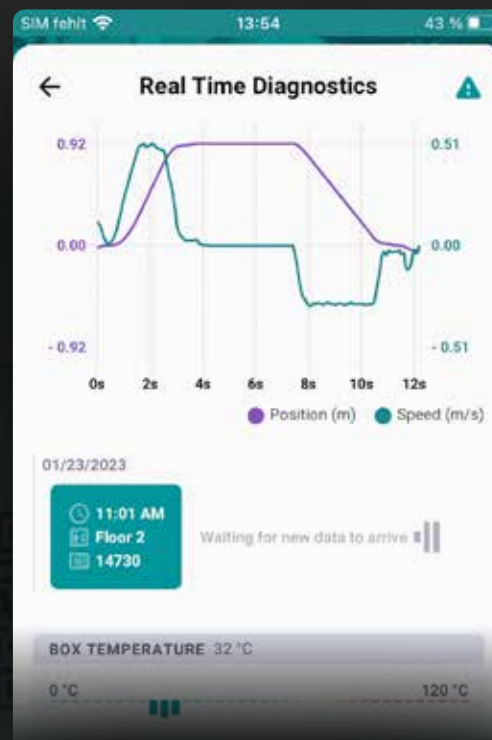 SIM fehlt 13:54 43 %
Real Time Diagnostics
0.92 0.51
0.00 0.00
- 0.92 - 0.51
0s 2s 4s 6s 8s 10s 12s
Position (m) Speed (m/s)
01/23/2023
11:01 AM
Floor 2
14730
Waiting for new data to arrive
BOX TEMPERATURE 32 °C
0 °C 120 °C